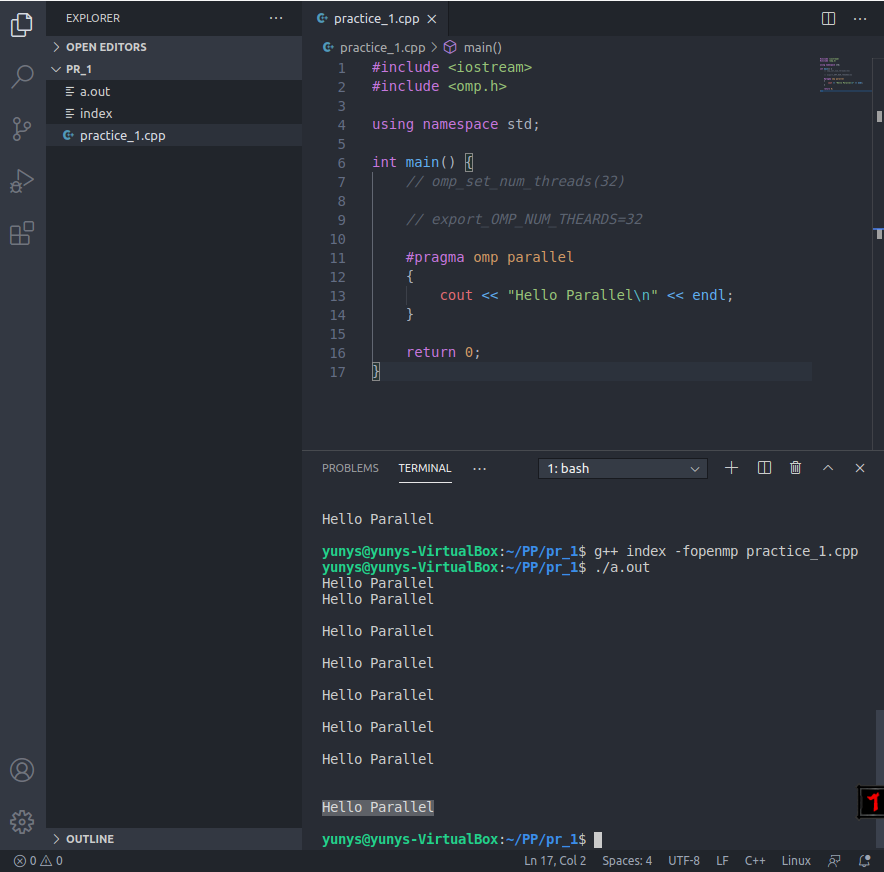 EXPLORER ···
OPEN EDITORS
PR_1
a.out
index
practice_1.cpp
OUTLINE
practice_1.cpp
practice_1.cpp > main()
1 #include <iostream>
2 #include <omp.h>
3
4 using namespace std;
5
6 int main() {
7 // omp_set_num_threads(32)
8
9 // export_OMP_NUM_THEARDS=32
10
11 #pragma omp parallel
12 {
13 cout << "Hello Parallel\n" << endl;
14 }
15
16 return 0;
17 }
PROBLEMS TERMINAL ··· 1: bash
Hello Parallel
yunys@yunys-VirtualBox:~/PP/pr_1$ g++ index -fopenmp practice_1.cpp
yunys@yunys-VirtualBox:~/PP/pr_1$ ./a.out
Hello Parallel
Hello Parallel
Hello Parallel
Hello Parallel
Hello Parallel
Hello Parallel
Hello Parallel
Hello Parallel
yunys@yunys-VirtualBox:~/PP/pr_1$
1
0 0 Ln 17, Col 2 Spaces: 4 UTF-8 LF C++ Linux